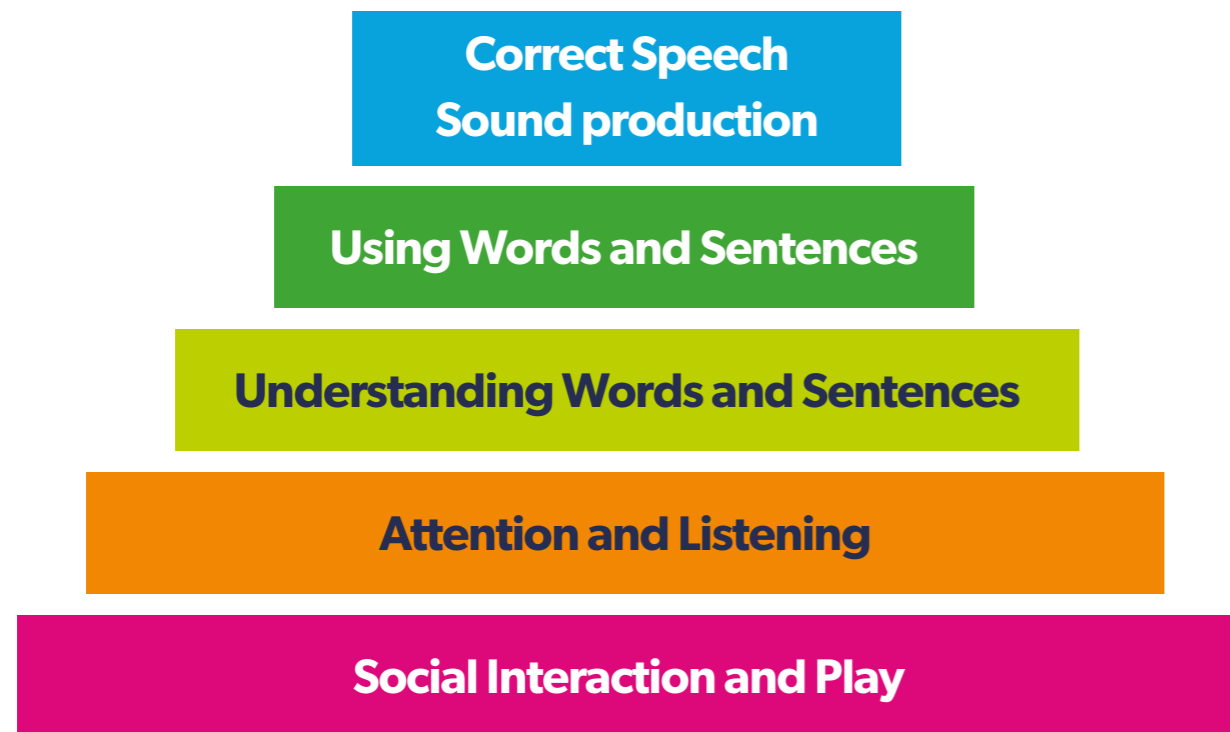 Correct Speech
Sound production
Using Words and Sentences
Understanding Words and Sentences
Attention and Listening
Social Interaction and Play